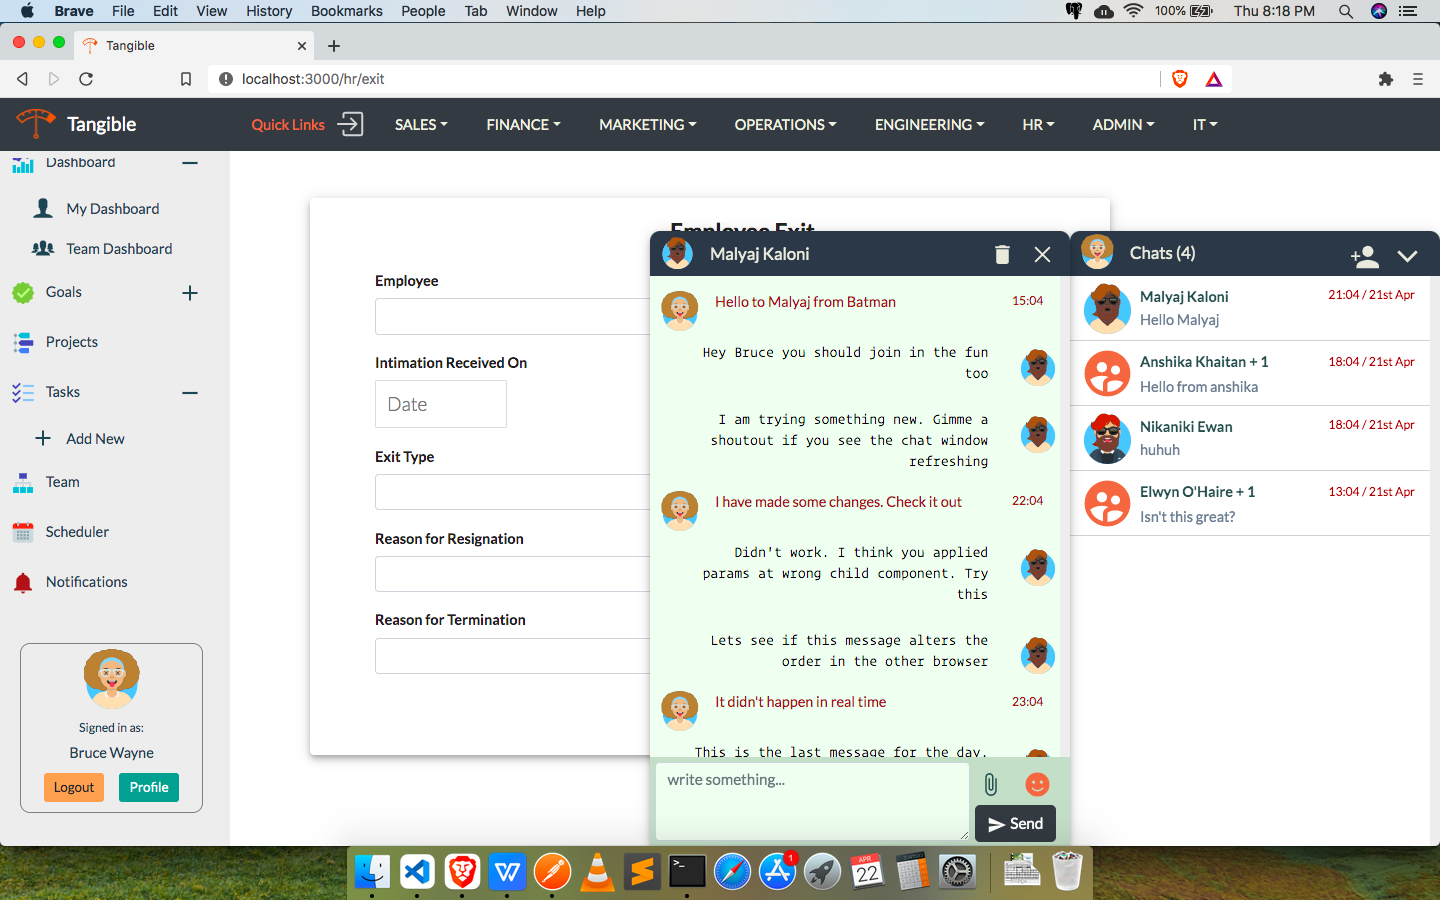 Brave File Edit View History Bookmarks People Tab Window Help 100% Thu 8:18 PM
Tangible
localhost:3000/hr/exit
Tangible Quick Links SALES FINANCE MARKETING OPERATIONS ENGINEERING HR ADMIN IT
Dashboard
My Dashboard
Team Dashboard
Goals
Projects
Tasks
Add New
Team
Scheduler
Notifications
Signed in as:
Bruce Wayne
Logout Profile
Employee Exit
Employee
Intimation Received On
Date
Exit Type
Reason for Resignation
Reason for Termination
Malyaj Kaloni
Hello to Malyaj from Batman 15:04
Hey Bruce you should join in the fun
too
I am trying something new. Gimme a
shoutout if you see the chat window
refreshing
I have made some changes. Check it out 22:04
Didn't work. I think you applied
params at wrong child component. Try
this
Lets see if this message alters the
order in the other browser
It didn't happen in real time 23:04
This is the last message for the day.
write something...
Send
Chats (4)
Malyaj Kaloni 21:04 / 21st Apr
Hello Malyaj
Anshika Khaitan + 1 18:04 / 21st Apr
Hello from anshika
Nikaniki Ewan 18:04 / 21st Apr
huhuh
Elwyn O'Haire + 1 13:04 / 21st Apr
Isn't this great?
1
APR
22